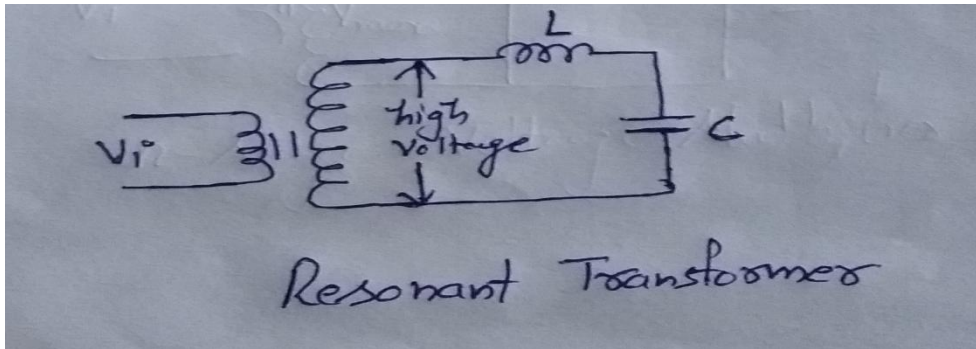 L
Vi
high
voltage
C
Resonant Transformer